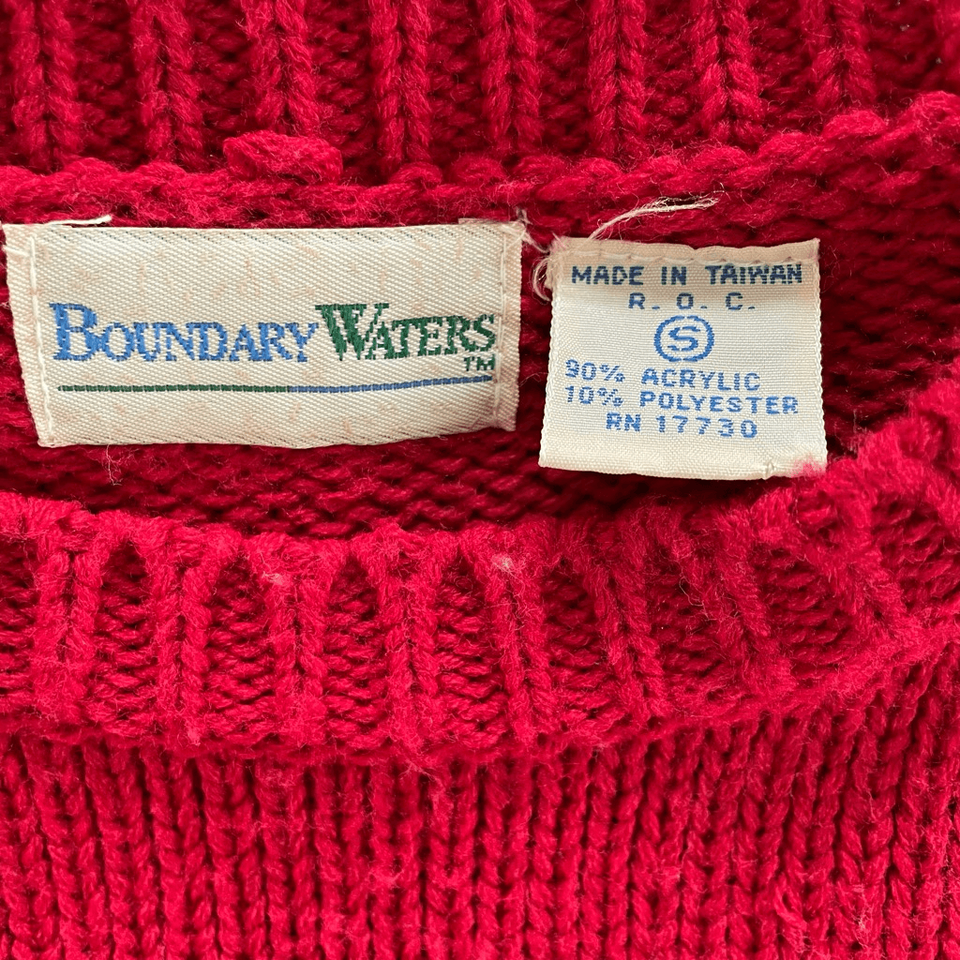 BOUNDARY WATERS
TM
MADE IN TAIWAN
R. O. C.
S
90% ACRYLIC
10% POLYESTER
RN 17730